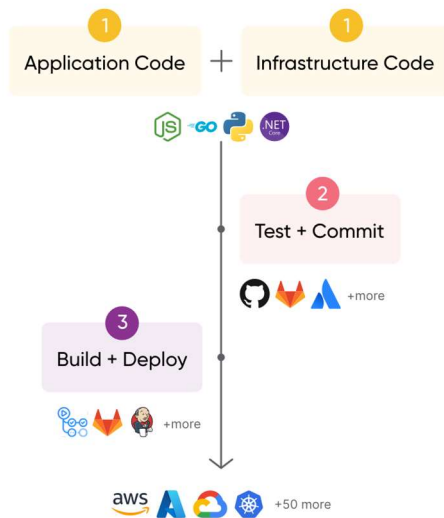 1
1
Application Code + Infrastructure Code
JS GO .NET
Core
2
Test + Commit
+more
3
Build + Deploy
+more
aws +50 more